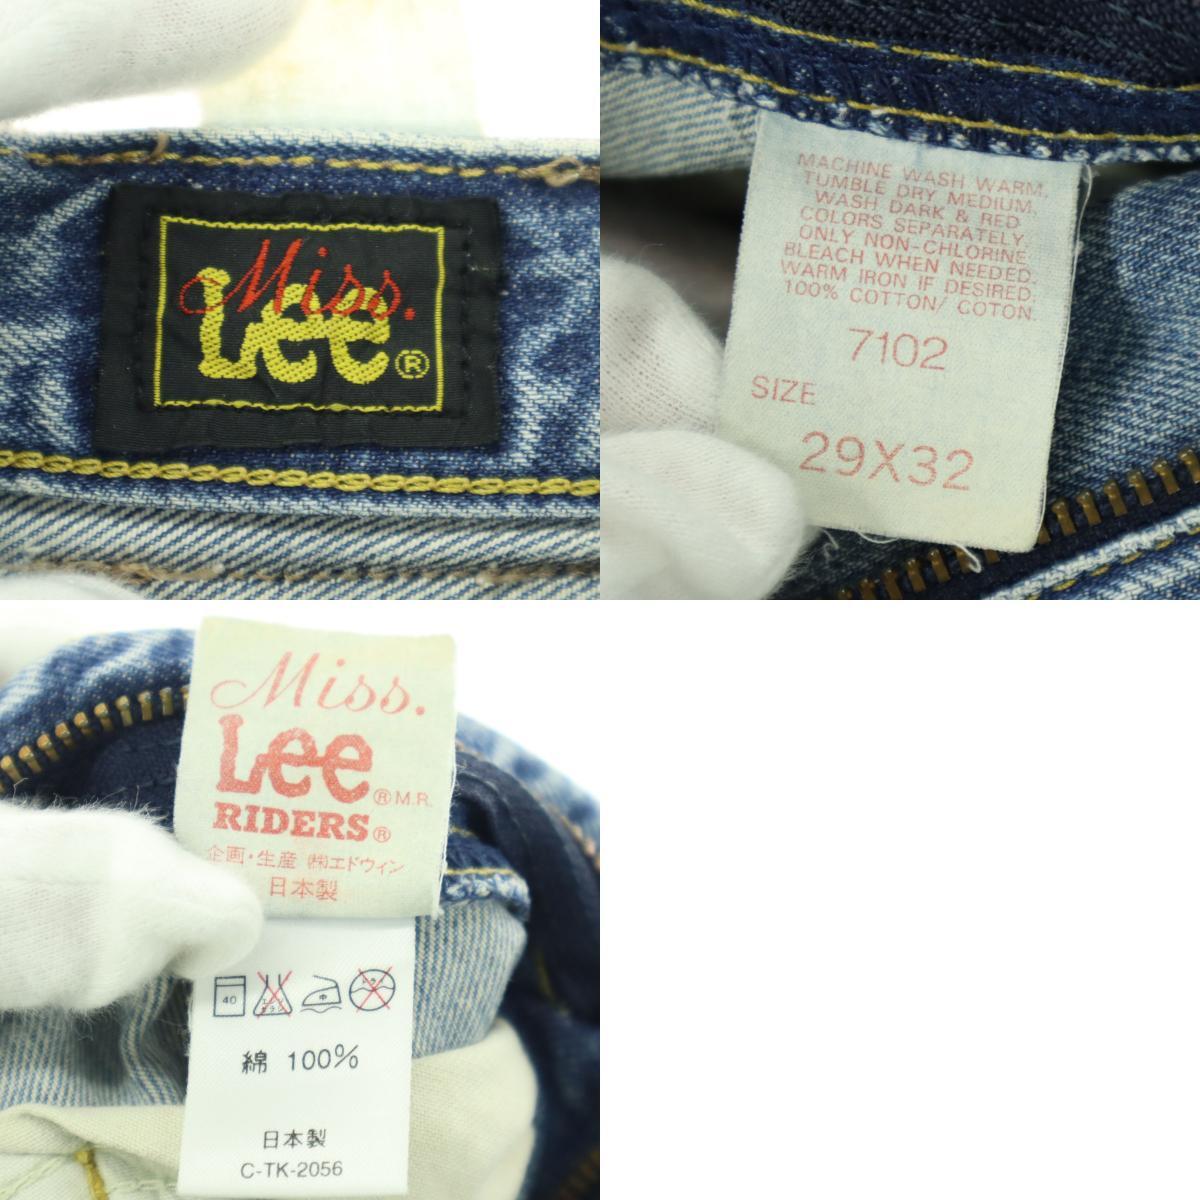 Miss.
Lee®
MACHINE WASH WARM.
TUMBLE DRY MEDIUM.
WASH DARK & RED
COLORS SEPARATELY.
ONLY NON-CHLORINE
BLEACH WHEN NEEDED.
WARM IRON IF DESIRED.
100% COTTON/ COTON.
7102
SIZE
29X32
Miss.
Lee® M.R.
RIDERS®
企画・生産 ㈱エドウィン
日本製
40
中
綿 100%
日本製
C-TK-2056